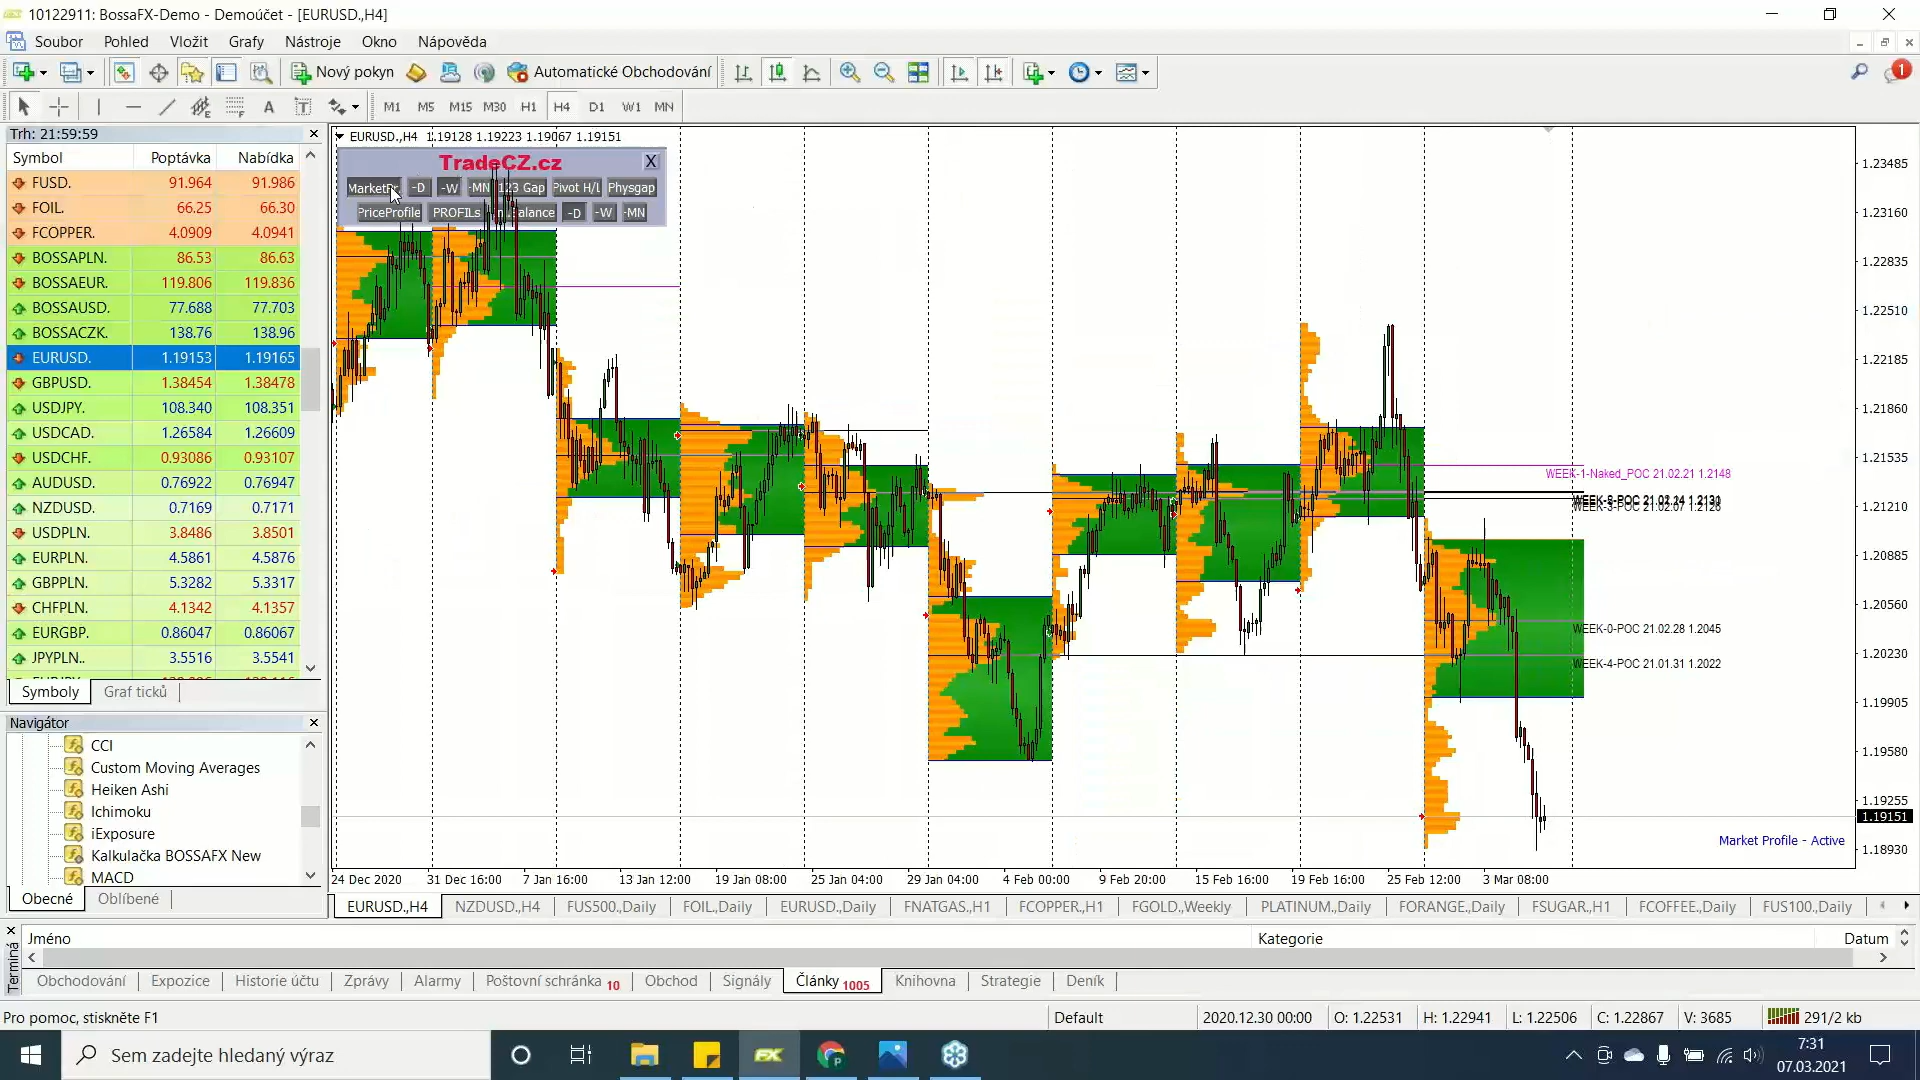 10122911: BossaFX-Demo - Demoúčet - [EURUSD.,H4]
Soubor Pohled Vložit Grafy Nástroje Okno Nápověda
Nový pokyn Automatické Obchodování 1
A T M1 M5 M15 M30 H1 H4 D1 W1 MN
Trh: 21:59:59
Symbol Poptávka Nabídka
FUSD. 91.964 91.986
FOIL. 66.25 66.30
FCOPPER. 4.0909 4.0941
BOSSAPLN. 86.53 86.63
BOSSAEUR. 119.806 119.836
BOSSAUSD. 77.688 77.703
BOSSACZK. 138.76 138.96
EURUSD. 1.19153 1.19165
GBPUSD. 1.38454 1.38478
USDJPY. 108.340 108.351
USDCAD. 1.26584 1.26609
USDCHF. 0.93086 0.93107
AUDUSD. 0.76922 0.76947
NZDUSD. 0.7169 0.7171
USDPLN. 3.8486 3.8501
EURPLN. 4.5861 4.5876
GBPPLN. 5.3282 5.3317
CHFPLN. 4.1342 4.1357
EURGBP. 0.86047 0.86067
JPYPLN.. 3.5516 3.5541
Symboly Graf ticků
Navigátor
CCI
Custom Moving Averages
Heiken Ashi
Ichimoku
iExposure
Kalkulačka BOSSAFX New
MACD
Obecné Oblíbené
EURUSD.,H4 1.19128 1.19223 1.19067 1.19151
TradeCZ.cz X
-D -W -MN 123 Gap Pivot H/L Physgap
PriceProfile PROFILs -D -W -MN
1.23485
1.23160
1.22835
1.22510
1.22185
1.21860
1.21535
1.21210
1.20885
1.20560
1.20230
1.19905
1.19580
1.19255
1.19151
1.18930
WEEK-1-Naked_POC 21.02.21 1.2148
WEEK-3-POC 21.02.07 1.2126
WEEK-0-POC 21.02.28 1.2045
WEEK-4-POC 21.01.31 1.2022
Market Profile - Active
24 Dec 2020 31 Dec 16:00 7 Jan 16:00 13 Jan 12:00 19 Jan 08:00 25 Jan 04:00 29 Jan 04:00 4 Feb 00:00 9 Feb 20:00 15 Feb 16:00 19 Feb 16:00 25 Feb 12:00 3 Mar 08:00
EURUSD.,H4 NZDUSD.,H4 FUS500.,Daily FOIL.,Daily EURUSD.,Daily FNATGAS.,H1 FCOPPER.,H1 FGOLD.,Weekly PLATINUM.,Daily FORANGE.,Daily FSUGAR.,H1 FCOFFEE.,Daily FUS100.,Daily
Jméno Kategorie Datum
Terminá
Obchodování Expozice Historie účtu Zprávy Alarmy Poštovní schránka 10 Obchod Signály Články 1005 Knihovna Strategie Deník
Pro pomoc, stiskněte F1 Default 2020.12.30 00:00 O: 1.22531 H: 1.22941 L: 1.22506 C: 1.22867 V: 3685 291/2 kb
Sem zadejte hledaný výraz FX 7:31
07.03.2021